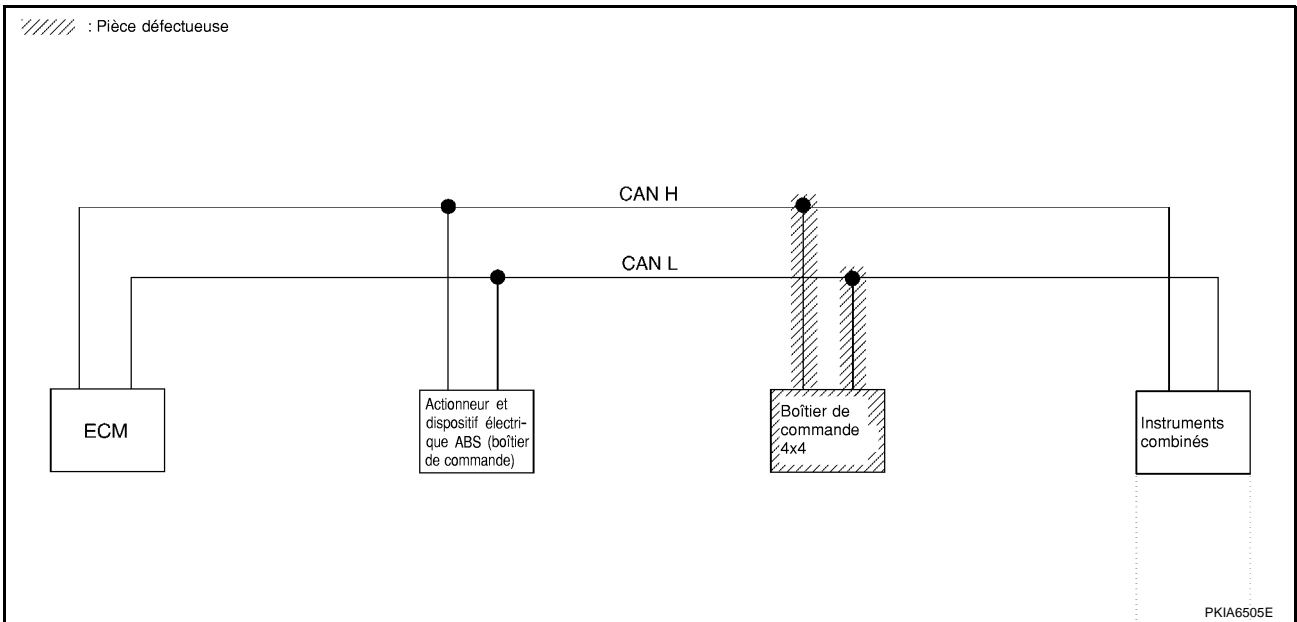 : Pièce défectueuse
CAN H
CAN L
ECM
Actionneur et
dispositif électri-
que ABS (boîtier
de commande)
Boîtier de
commande
4x4
Instruments
combinés
PKIA6505E